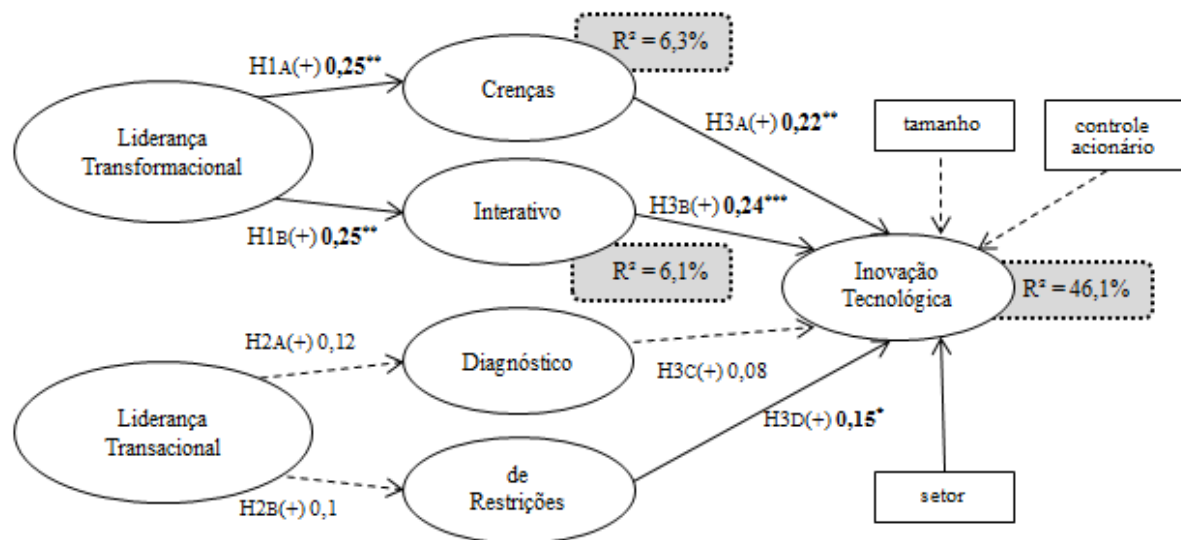 R² = 6,3%
H1A(+) 0,25**
Crenças
Liderança
Transformacional
H3A(+) 0,22**
tamanho
controle
acionário
Interativo
H3B(+) 0,24***
H1B(+) 0,25**
R² = 6,1%
Inovação
Tecnológica
R² = 46,1%
H2A(+) 0,12
Diagnóstico
H3C(+) 0,08
Liderança
Transacional
H3D(+) 0,15*
de
Restrições
H2B(+) 0,1
setor